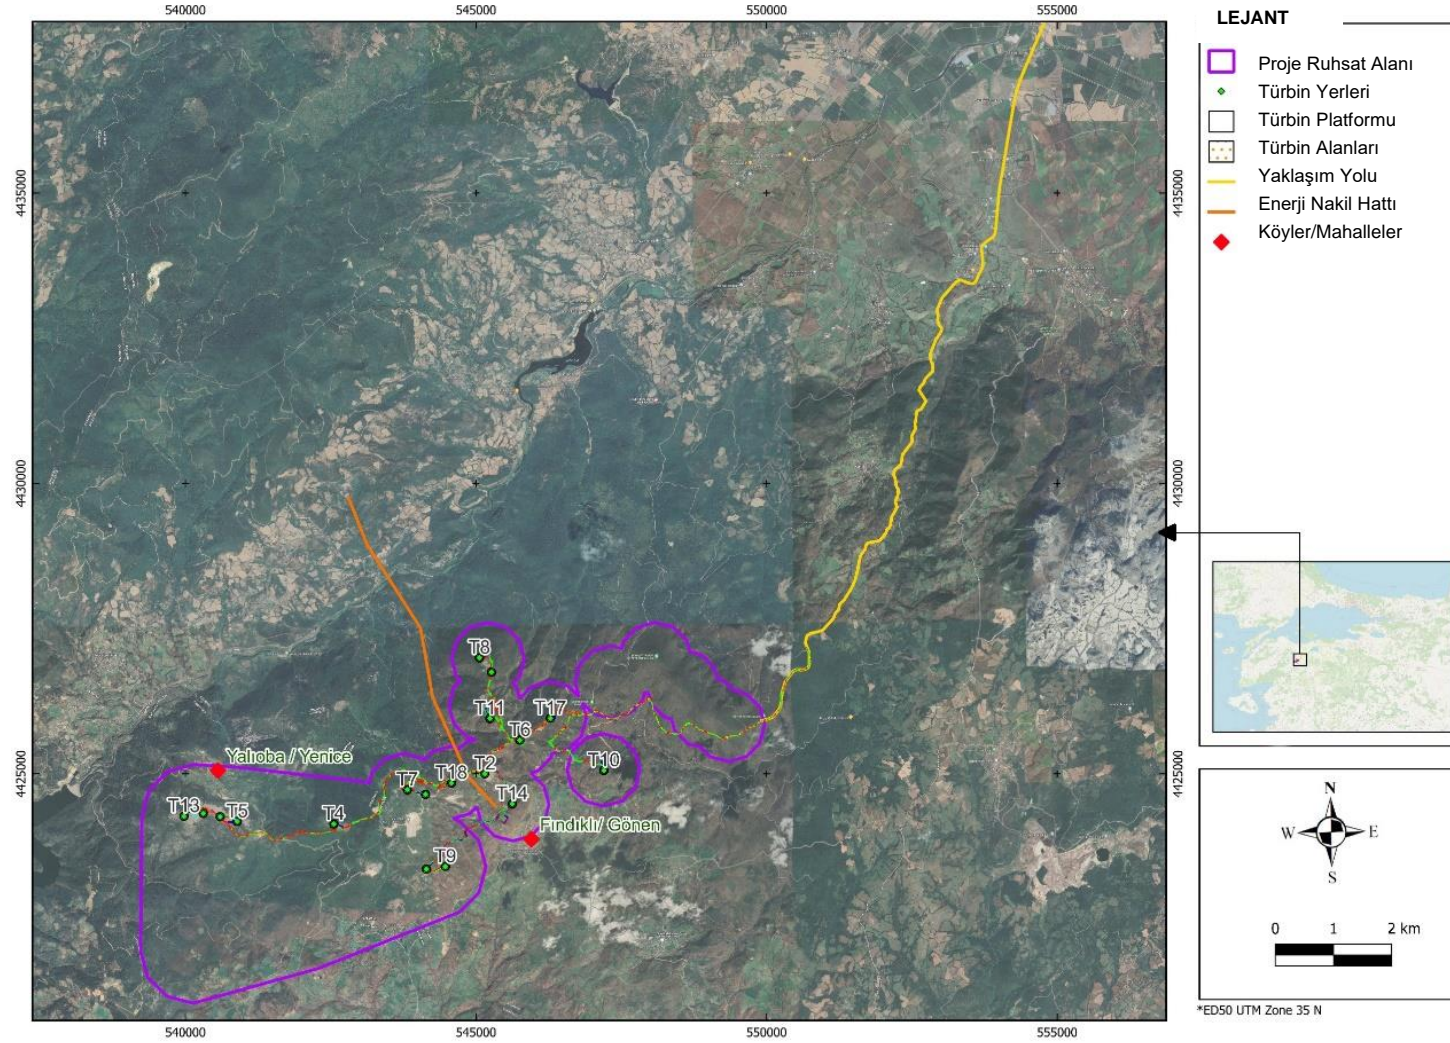 540000
545000
550000
555000
LEJANT
Proje Ruhsat Alanı
Türbin Yerleri
Türbin Platformu
Türbin Alanları
Yaklaşım Yolu
Enerji Nakil Hattı
Köyler/Mahalleler
4435000
4435000
4430000
4430000
4425000
4425000
T8
T11
T17
T6
T10
Yalıoba / Yenice
T2
T18
T7
T14
T13
T5
T4
Fındıklı/ Gönen
T9
N
W
E
S
0 1 2 km
540000
545000
550000
555000
*ED50 UTM Zone 35 N